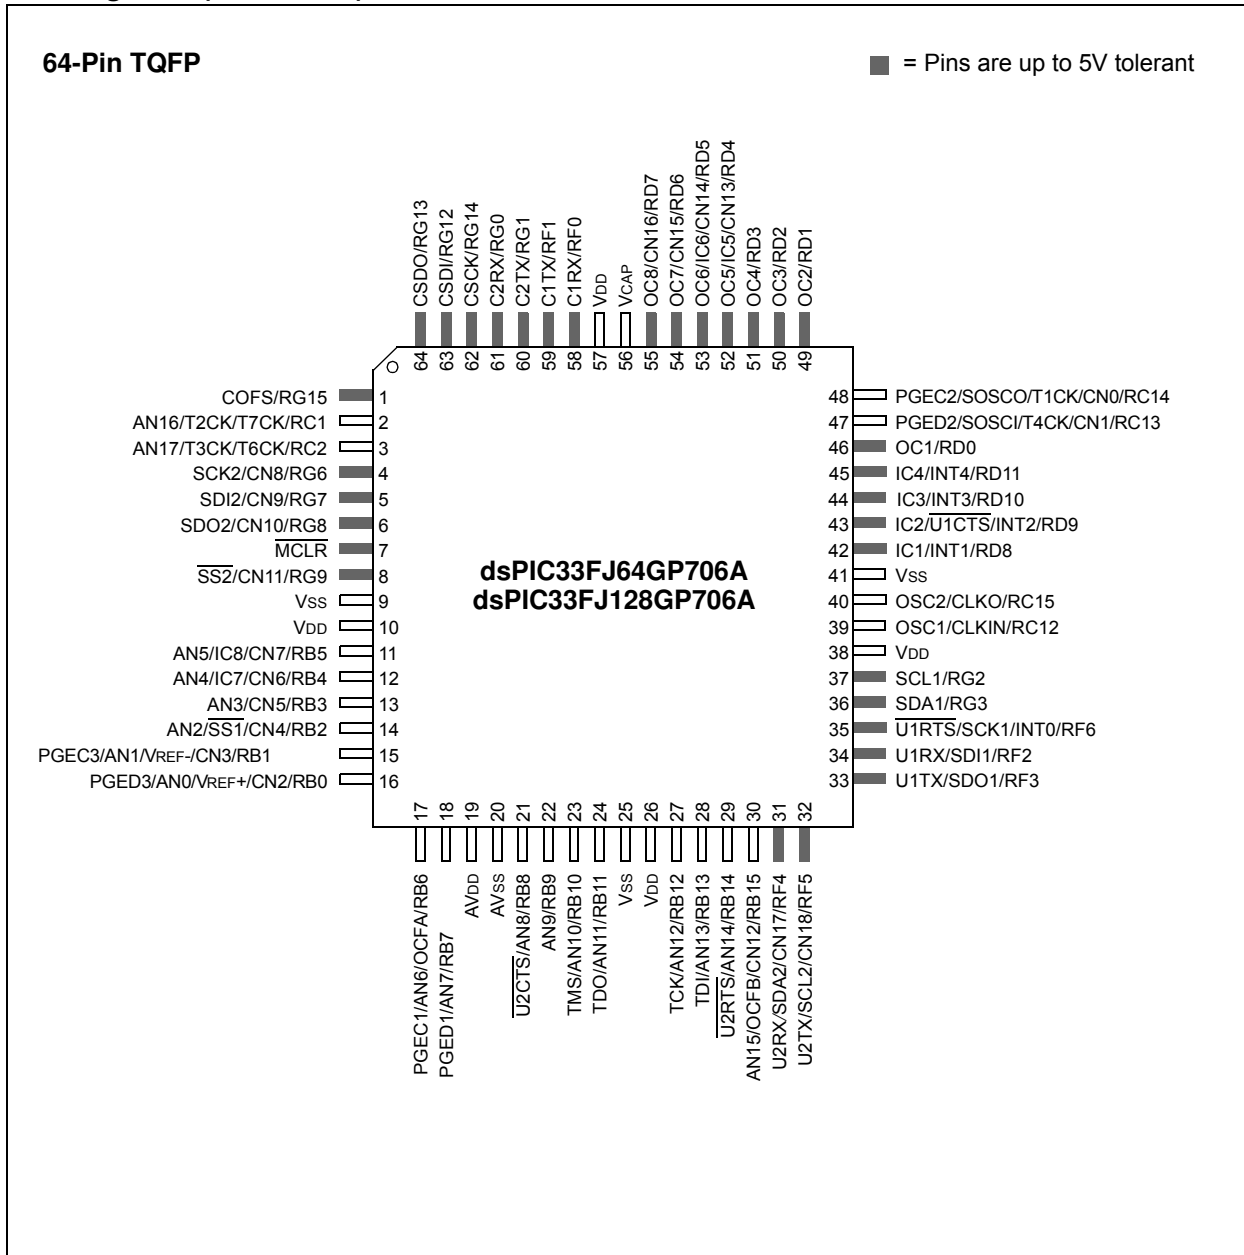 64-Pin TQFP
= Pins are up to 5V tolerant
CSDO/RG13
CSDI/RG12
CSCK/RG14
C2RX/RG0
C2TX/RG1
C1TX/RF1
C1RX/RF0
VDD
VCAP
OC8/CN16/RD7
OC7/CN15/RD6
OC6/IC6/CN14/RD5
OC5/IC5/CN13/RD4
OC4/RD3
OC3/RD2
OC2/RD1
64
63
62
61
60
59
58
57
56
55
54
53
52
51
50
49
COFS/RG15 1
AN16/T2CK/T7CK/RC1 2
AN17/T3CK/T6CK/RC2 3
SCK2/CN8/RG6 4
SDI2/CN9/RG7 5
SDO2/CN10/RG8 6
MCLR 7
SS2/CN11/RG9 8
VSS 9
VDD 10
AN5/IC8/CN7/RB5 11
AN4/IC7/CN6/RB4 12
AN3/CN5/RB3 13
AN2/SS1/CN4/RB2 14
PGEC3/AN1/VREF-/CN3/RB1 15
PGED3/AN0/VREF+/CN2/RB0 16
dsPIC33FJ64GP706A
dsPIC33FJ128GP706A
48 PGEC2/SOSCO/T1CK/CN0/RC14
47 PGED2/SOSCI/T4CK/CN1/RC13
46 OC1/RD0
45 IC4/INT4/RD11
44 IC3/INT3/RD10
43 IC2/U1CTS/INT2/RD9
42 IC1/INT1/RD8
41 VSS
40 OSC2/CLKO/RC15
39 OSC1/CLKIN/RC12
38 VDD
37 SCL1/RG2
36 SDA1/RG3
35 U1RTS/SCK1/INT0/RF6
34 U1RX/SDI1/RF2
33 U1TX/SDO1/RF3
17
18
19
20
21
22
23
24
25
26
27
28
29
30
31
32
PGEC1/AN6/OCFA/RB6
PGED1/AN7/RB7
AVDD
AVSS
U2CTS/AN8/RB8
AN9/RB9
TMS/AN10/RB10
TDO/AN11/RB11
VSS
VDD
TCK/AN12/RB12
TDI/AN13/RB13
U2RTS/AN14/RB14
AN15/OCFB/CN12/RB15
U2RX/SDA2/CN17/RF4
U2TX/SCL2/CN18/RF5